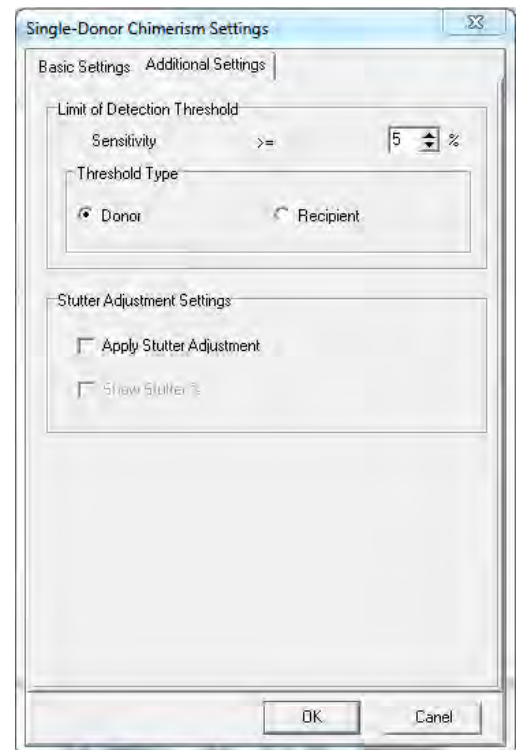 Single-Donor Chimerism Settings
Basic Settings Additional Settings
Limit of Detection Threshold
Sensitivity >= 5 %
Threshold Type
Donor Recipient
Stutter Adjustment Settings
Apply Stutter Adjustment
Show Stutter %
OK Canel